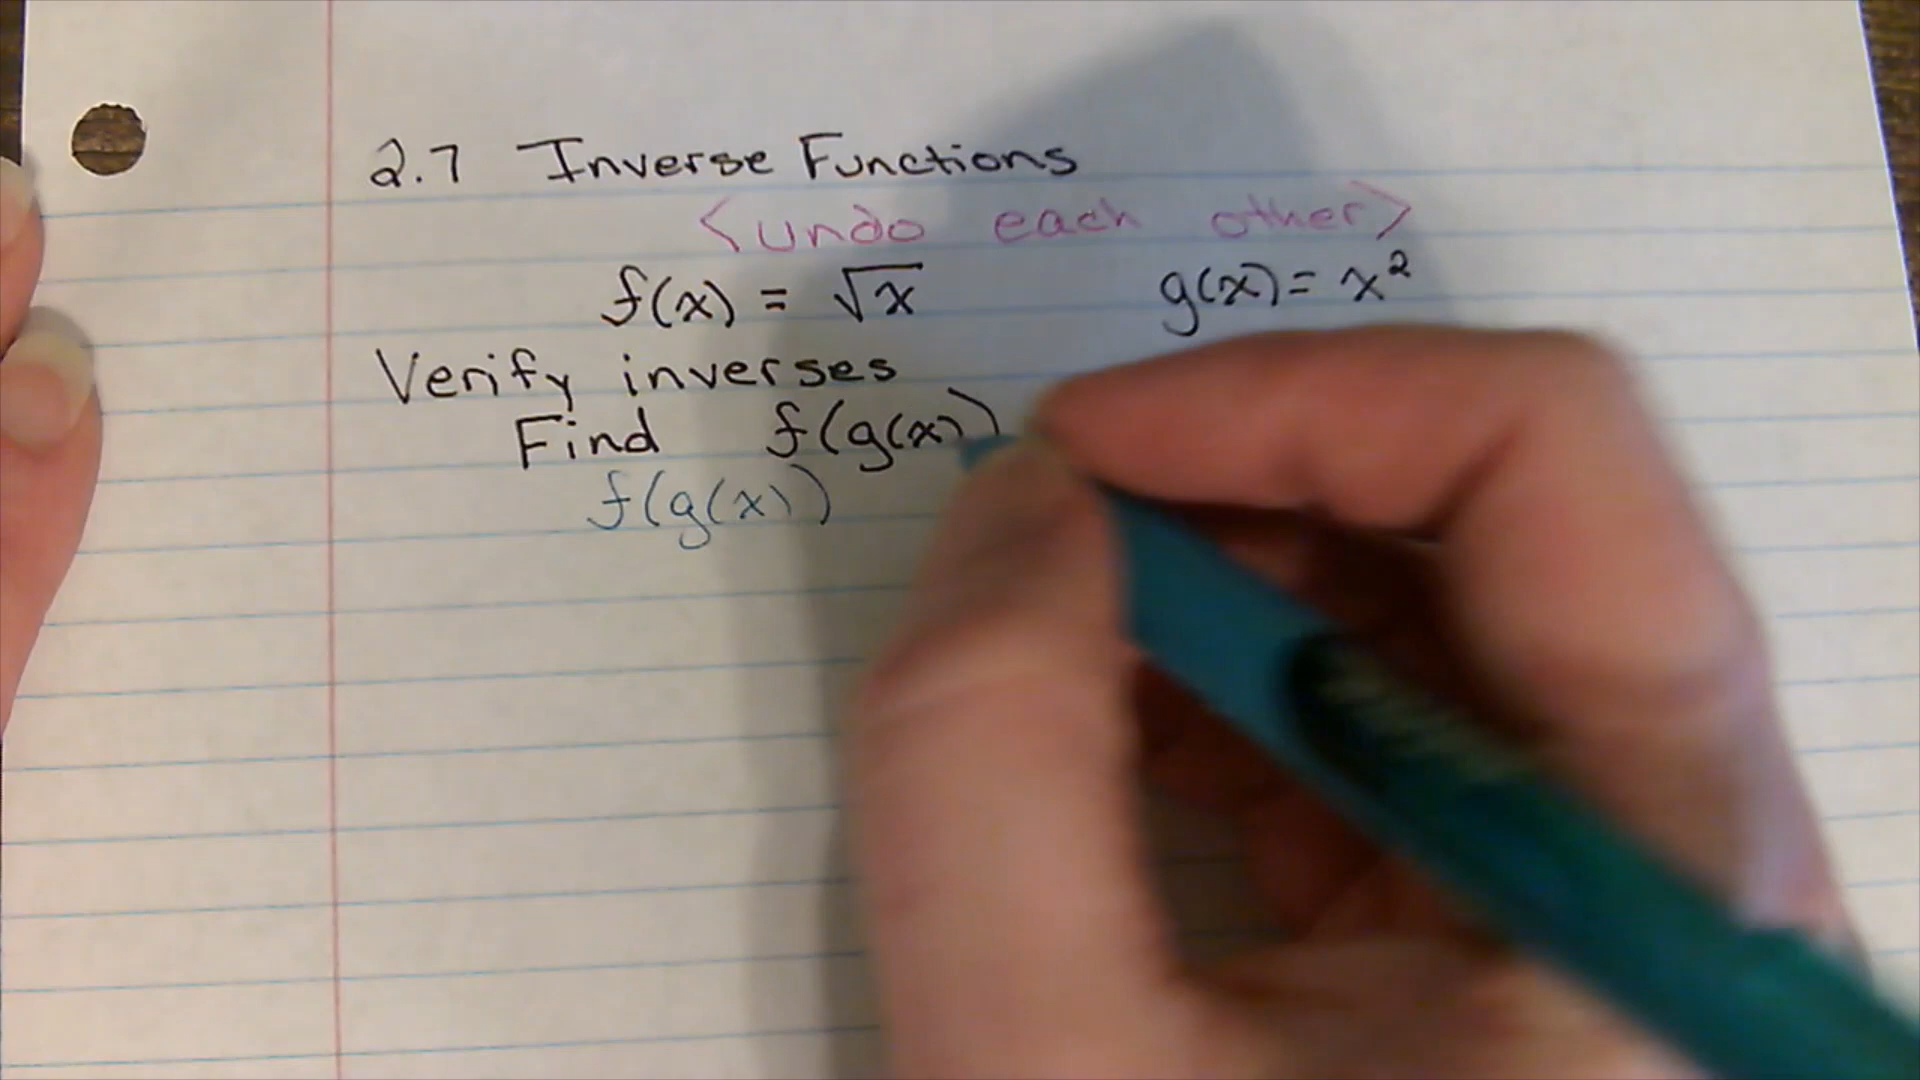 2.7 Inverse Functions
<undo each other>
f(x) = √x g(x) = x²
Verify inverses
Find f(g(x))
f(g(x))